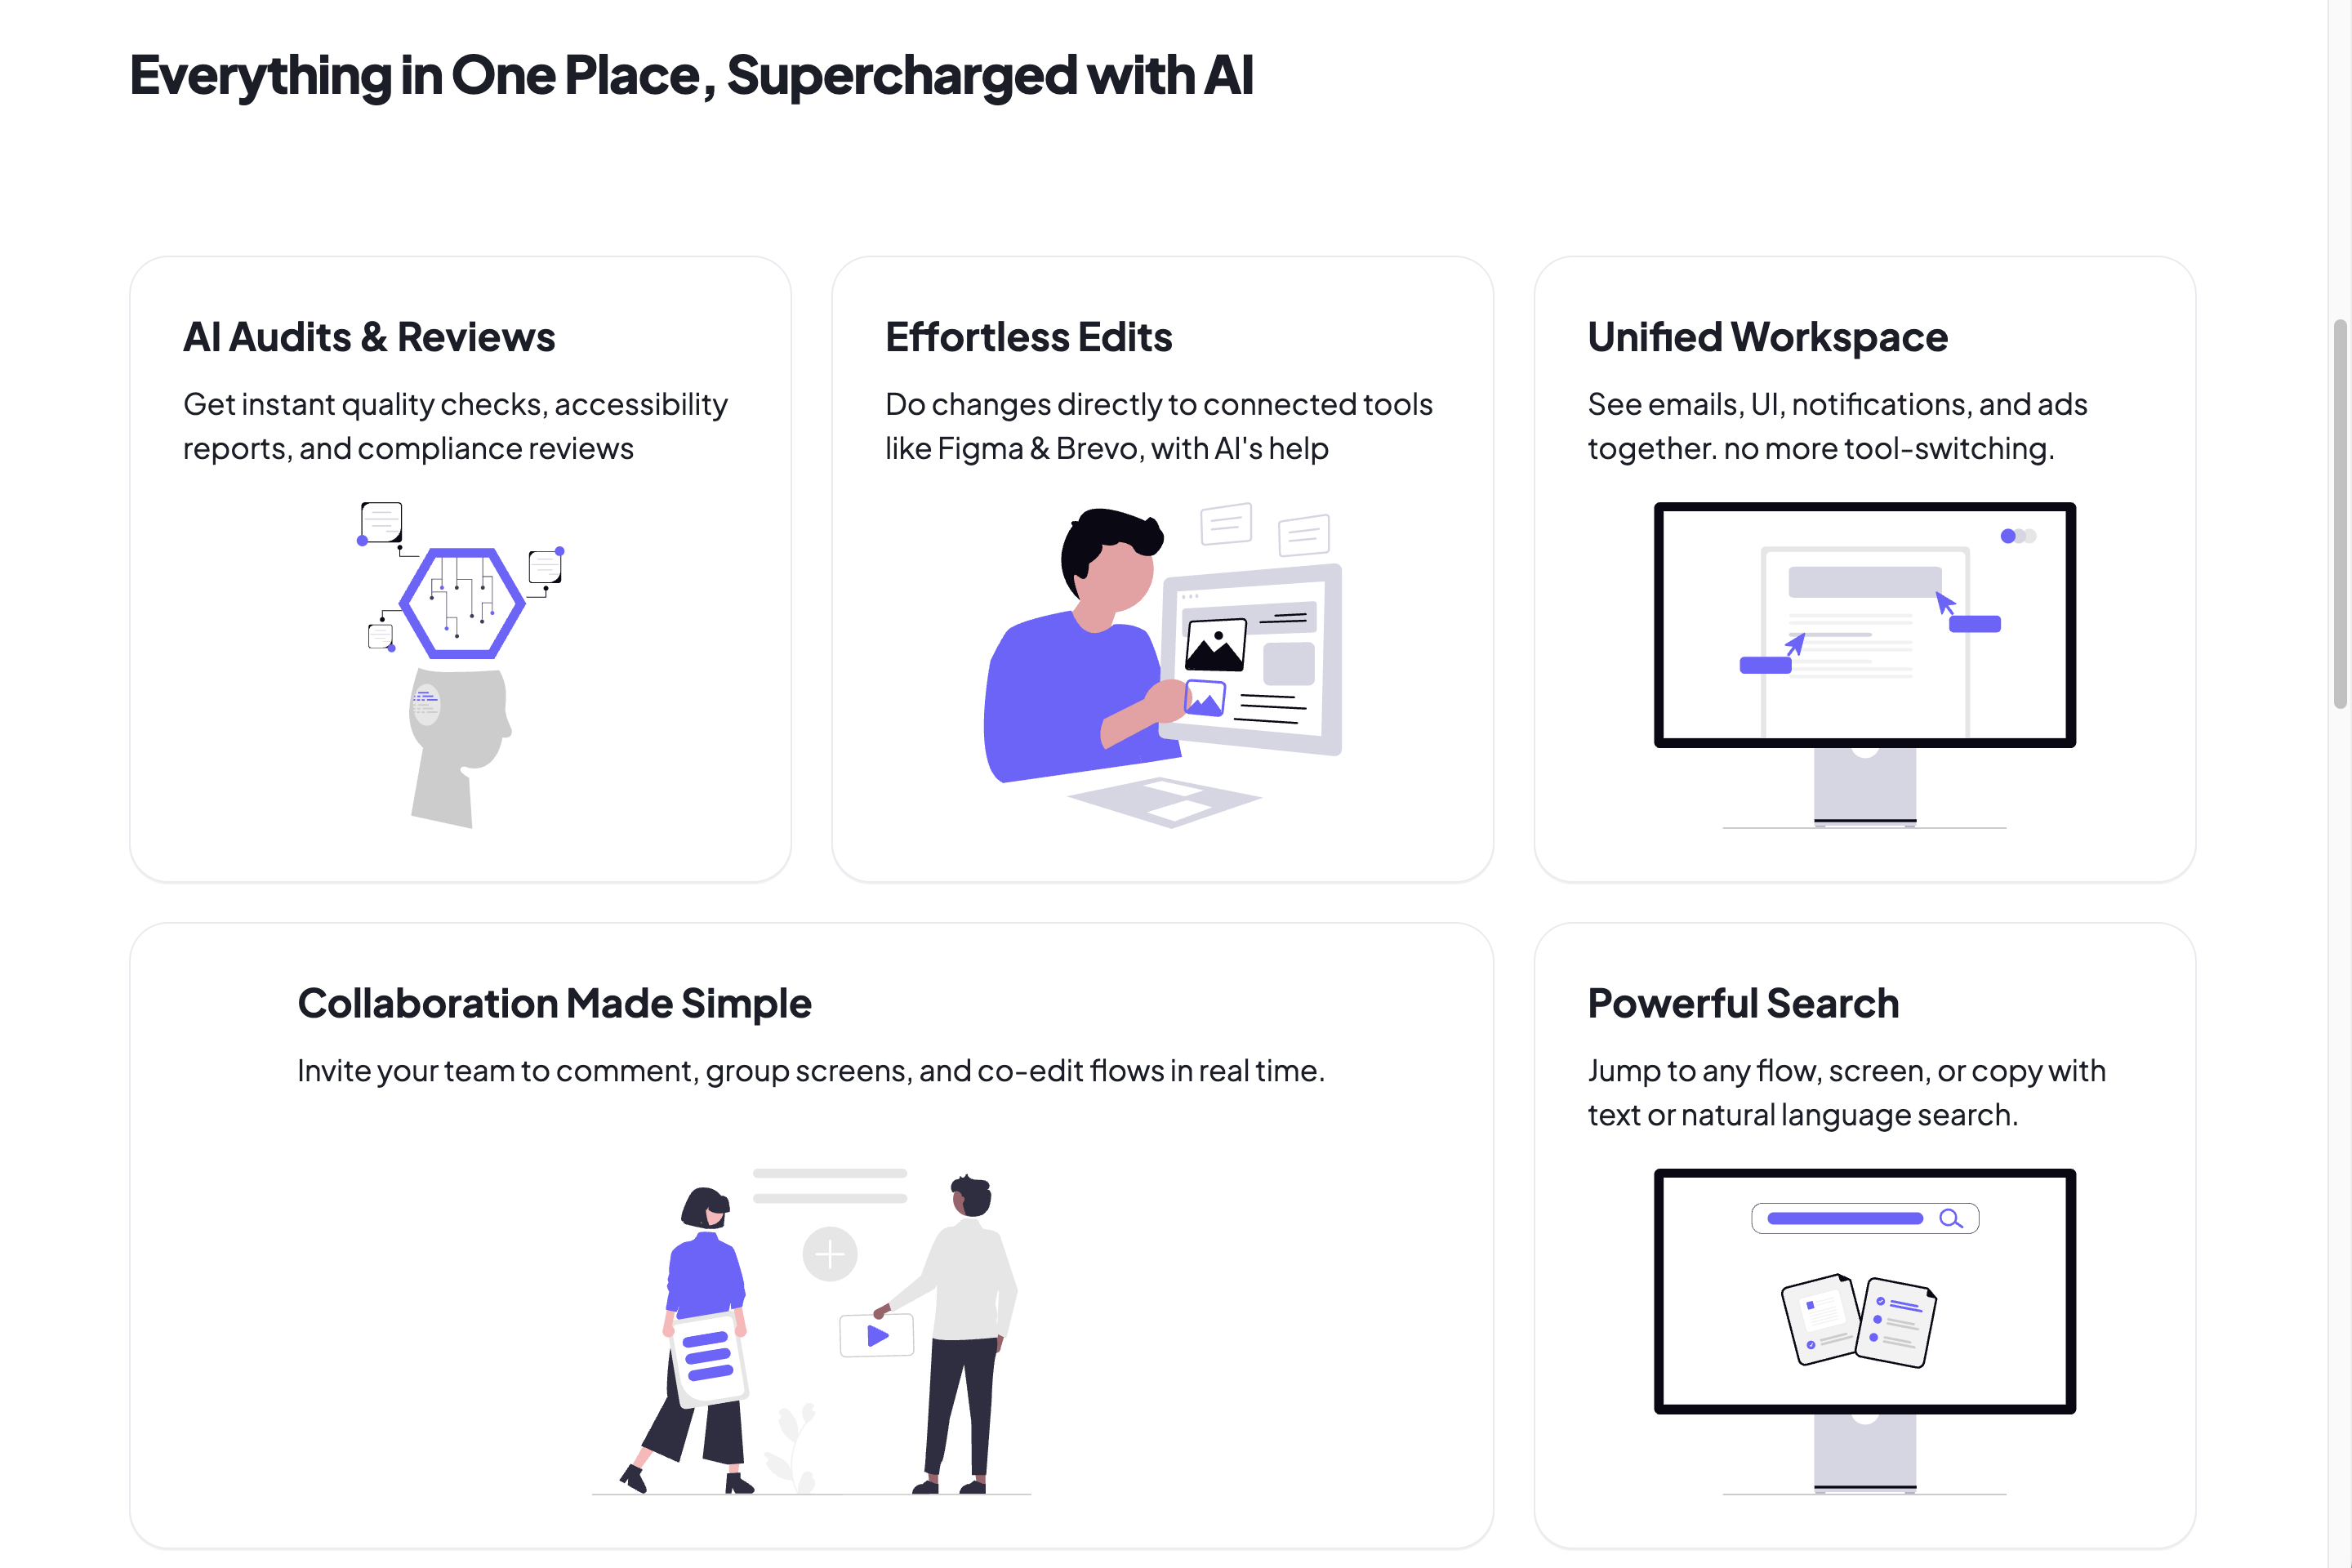 Everything in One Place, Supercharged with AI
AI Audits & Reviews
Get instant quality checks, accessibility
reports, and compliance reviews
Effortless Edits
Do changes directly to connected tools
like Figma & Brevo, with AI's help
Unified Workspace
See emails, UI, notifications, and ads
together. no more tool-switching.
Collaboration Made Simple
Invite your team to comment, group screens, and co-edit flows in real time.
Powerful Search
Jump to any flow, screen, or copy with
text or natural language search.